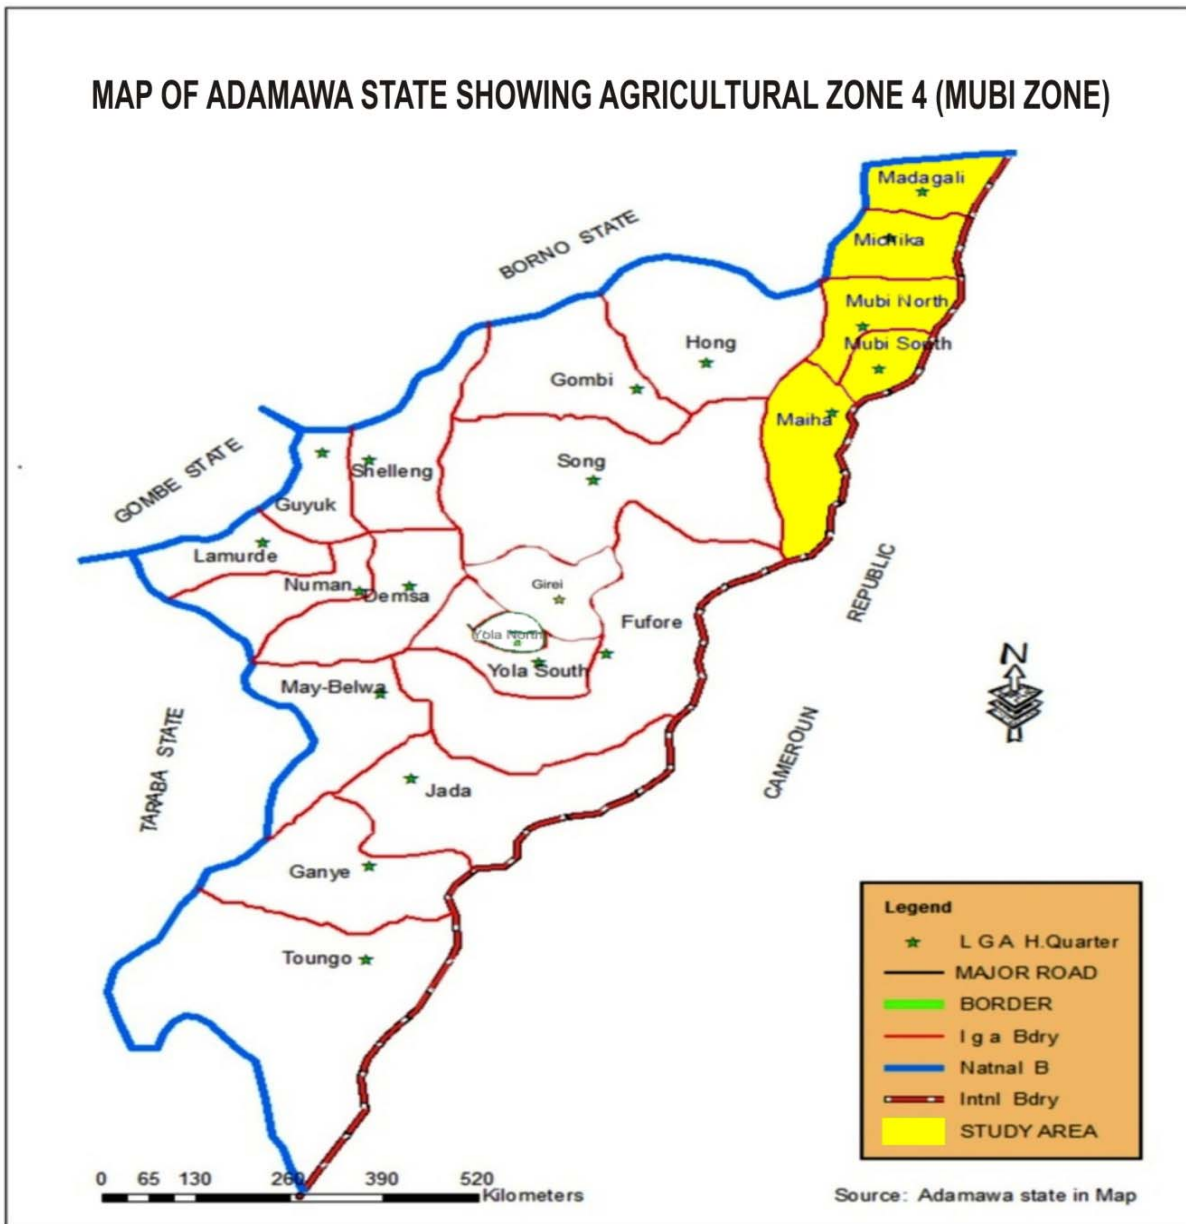 MAP OF ADAMAWA STATE SHOWING AGRICULTURAL ZONE 4 (MUBI ZONE)
Madagali
BORNO STATE
Michika
Mubi North
Hong
Mubi South
Gombi
Maiha
GOMBE STATE
Song
Shelleng
Guyuk
Lamurde
REPUBLIC
Numan
Demsa
Girei
Fufore
Yola North
Yola South
N
May-Belwa
TARABA STATE
CAMEROUN
Jada
Ganye
Toungo
Legend
L G A H.Quarter
MAJOR ROAD
BORDER
l g a Bdry
Natnal B
Intnl Bdry
STUDY AREA
0 65 130 260 390 520
Kilometers
Source: Adamawa state in Map